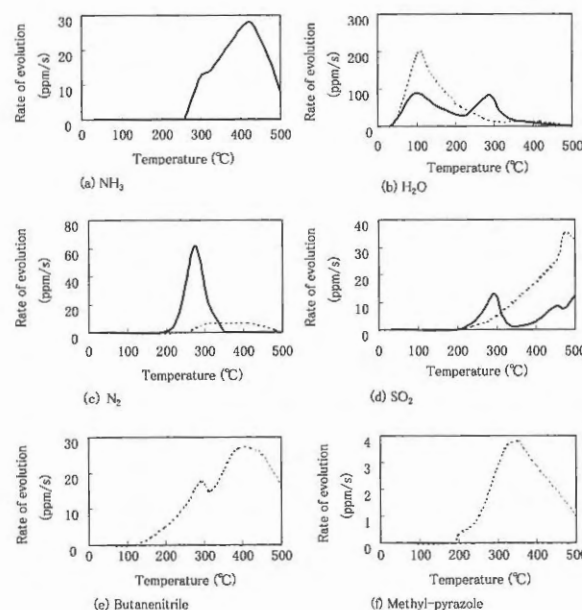 Rate of evolution
(ppm/s)
30
20
10
0
0 100 200 300 400 500
Temperature (℃)
(a) NH₃
Rate of evolution
(ppm/s)
300
200
100
0 100 200 300 400 500
Temperature (℃)
(b) H₂O
Rate of evolution
(ppm/s)
80
60
40
20
0
0 100 200 300 400 500
Temperature (℃)
(c) N₂
Rate of evolution
(ppm/s)
40
30
20
10
0
0 100 200 300 400 500
Temperature (℃)
(d) SO₂
Rate of evolution
(ppm/s)
30
20
10
0
0 100 200 300 400 500
Temperature (℃)
(e) Butanenitrile
Rate of evolution
(ppm/s)
4
3
2
1
0
0 100 200 300 400 500
Temperature (℃)
(f) Methyl-pyrazole